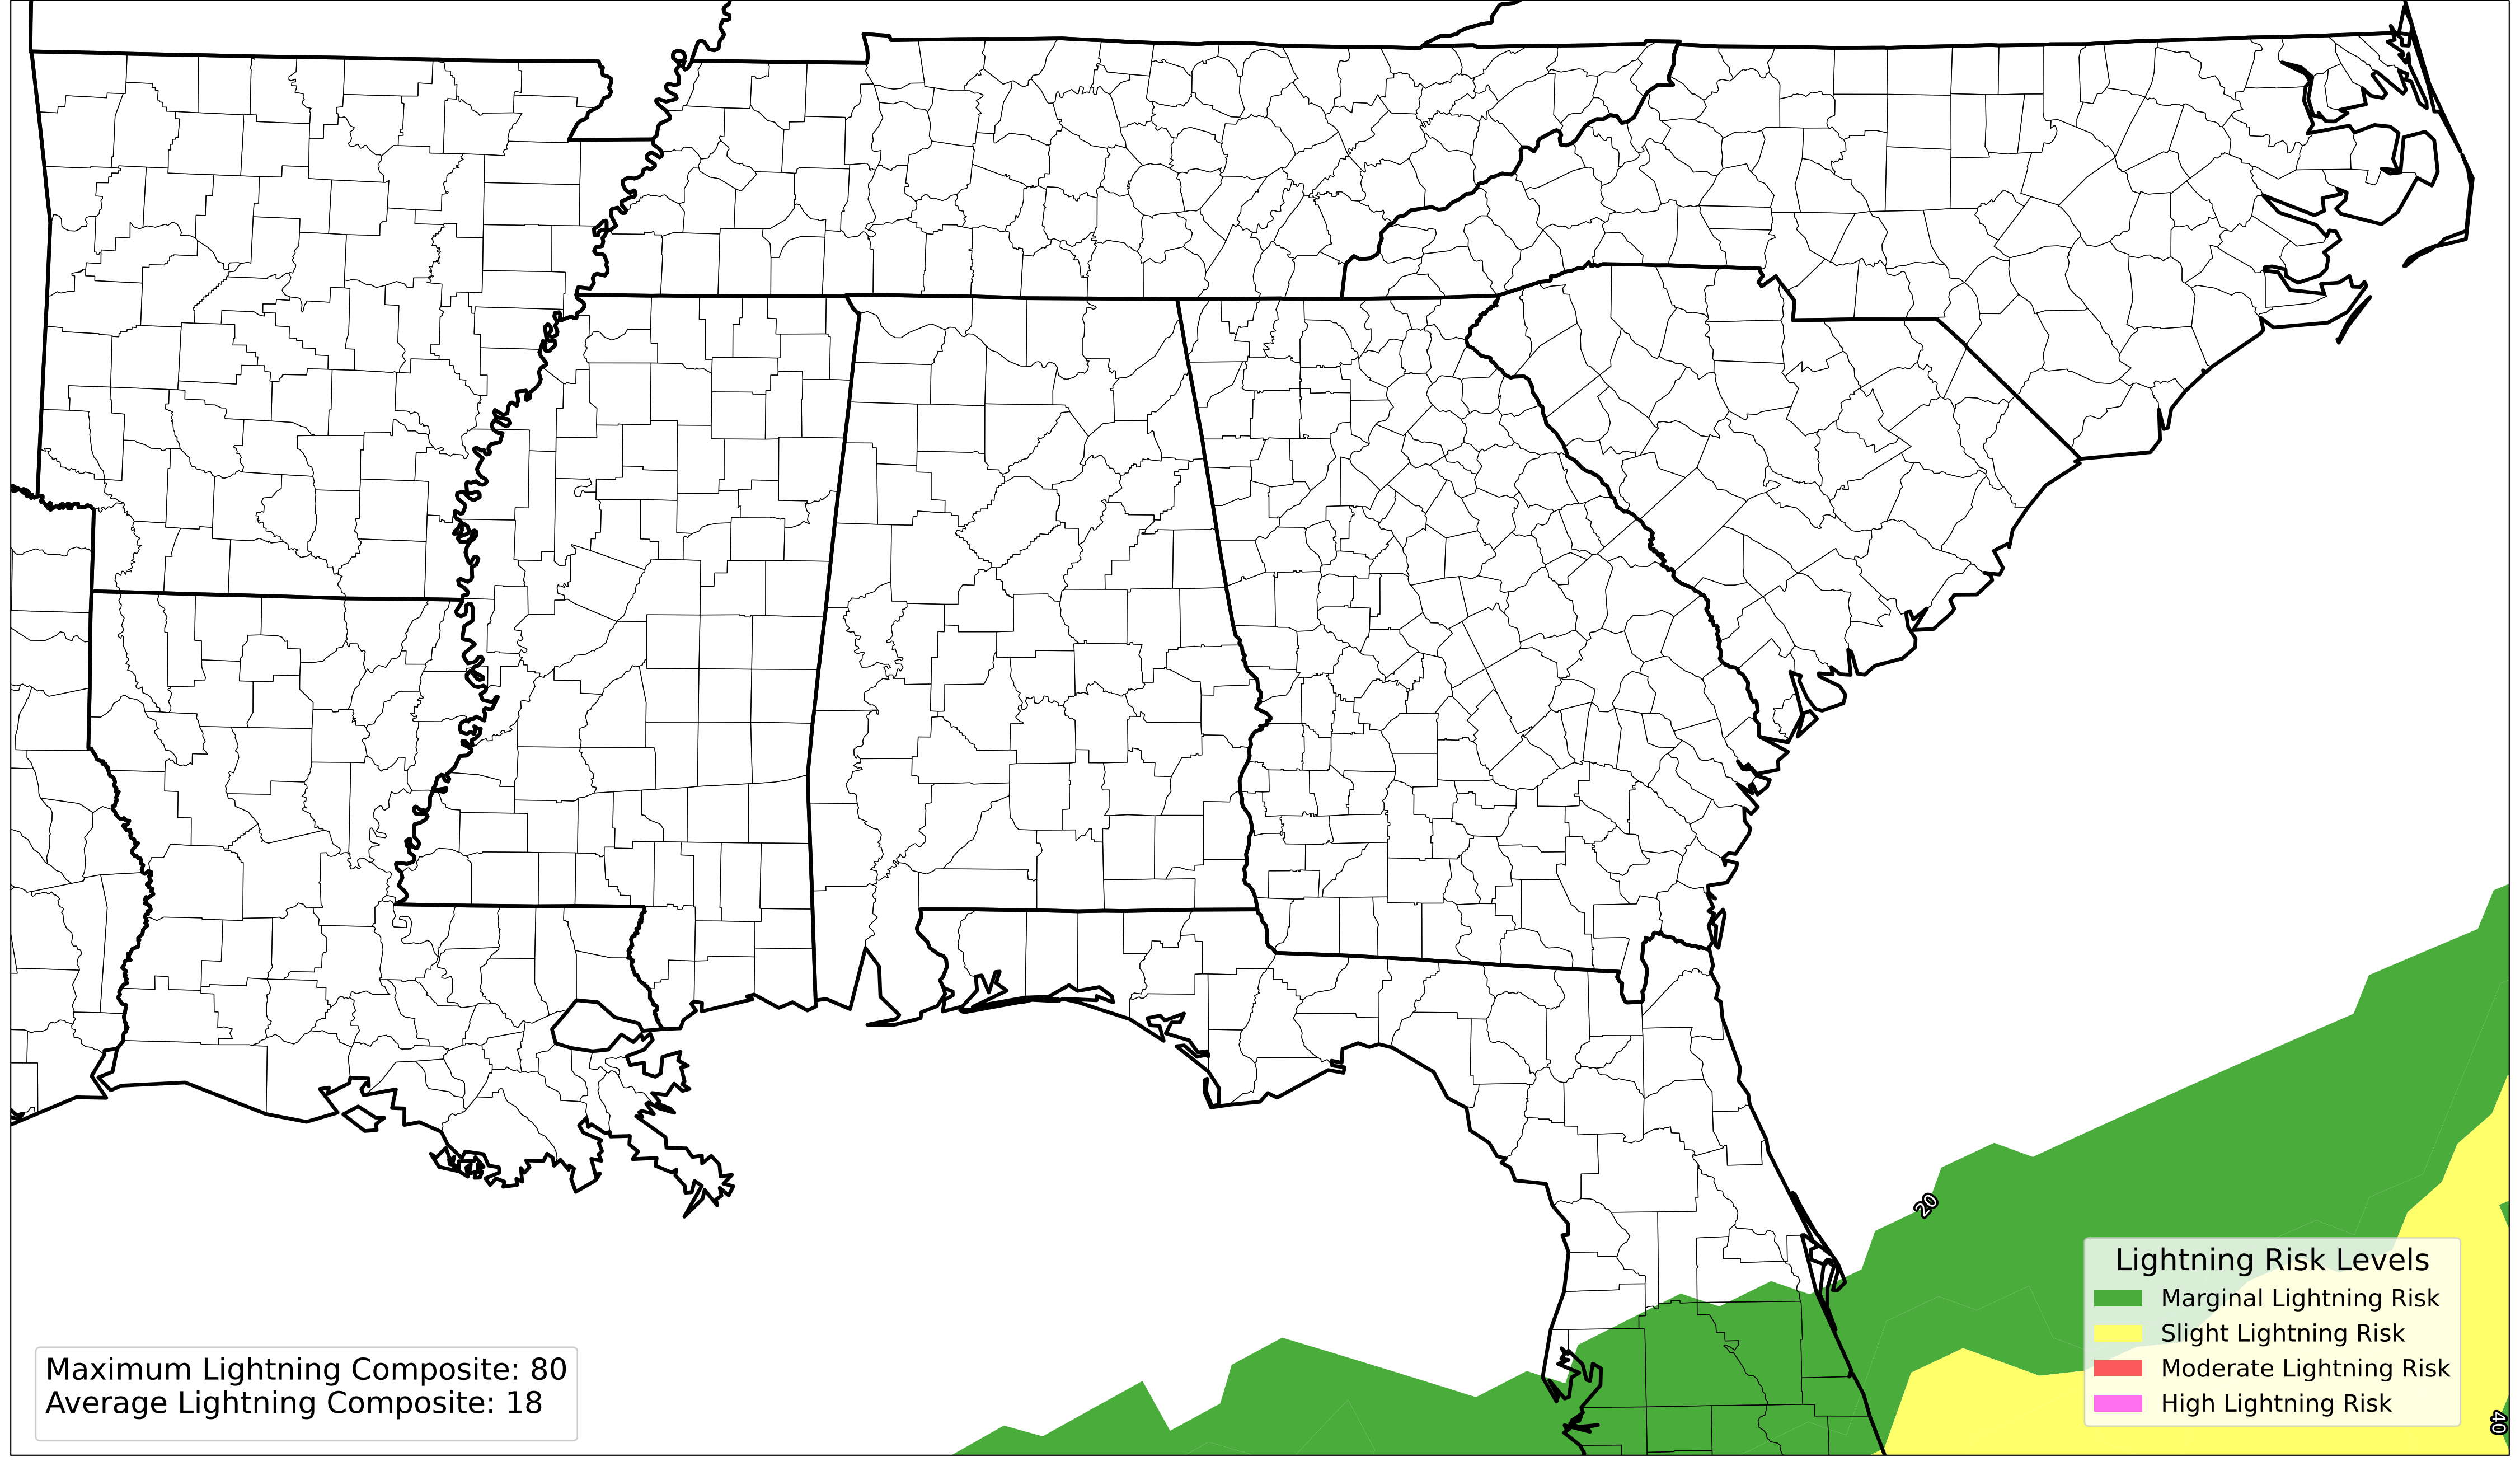 20
Lightning Risk Levels
Marginal Lightning Risk
Slight Lightning Risk
Moderate Lightning Risk
High Lightning Risk
Maximum Lightning Composite: 80
Average Lightning Composite: 18
40